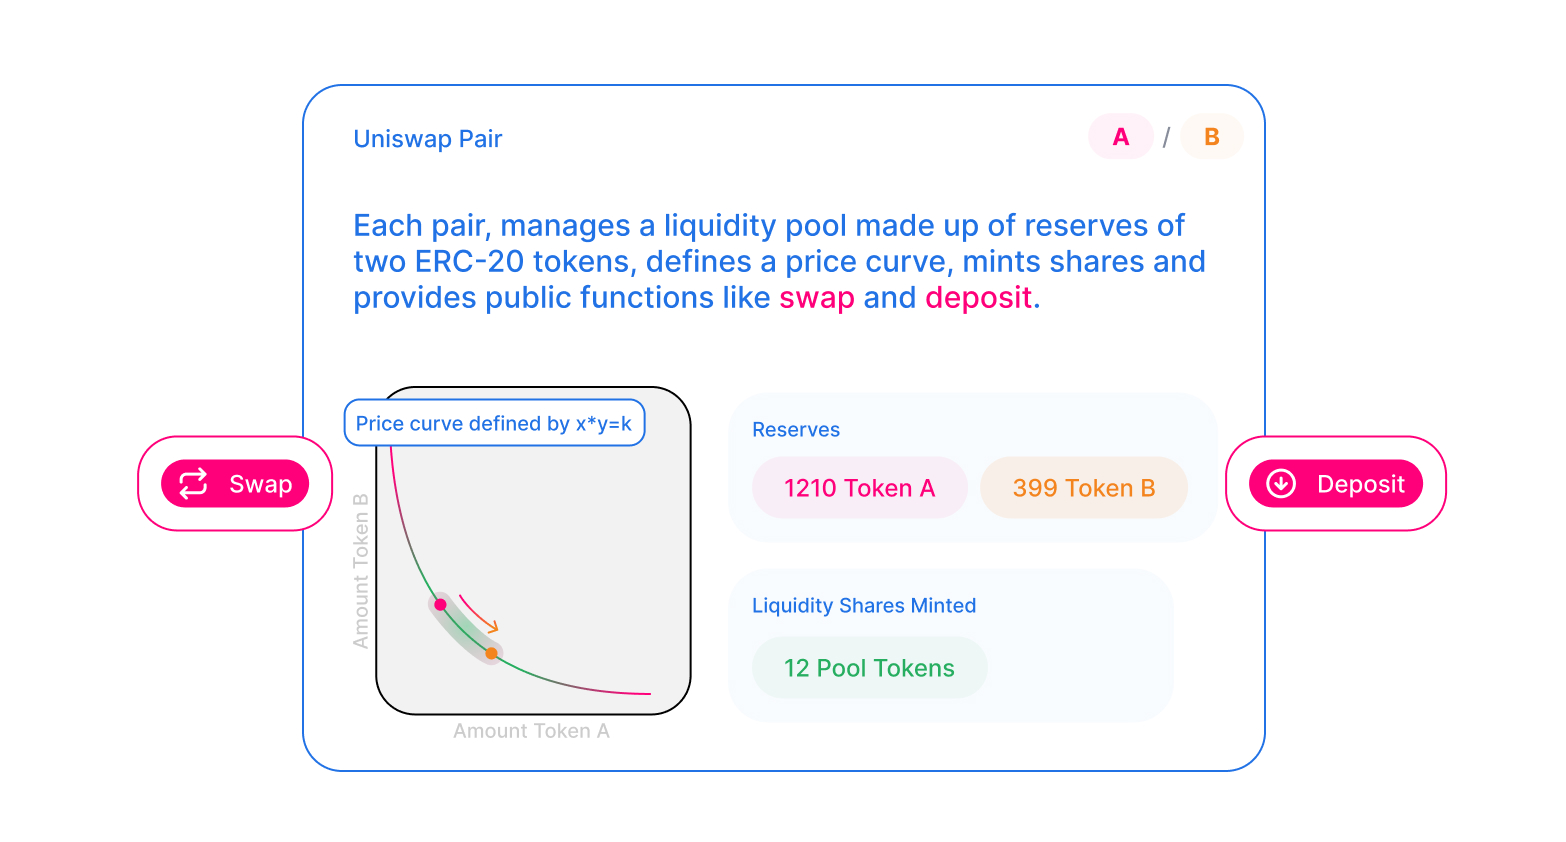 Uniswap Pair
A / B
Each pair, manages a liquidity pool made up of reserves of
two ERC-20 tokens, defines a price curve, mints shares and
provides public functions like swap and deposit.
Price curve defined by x*y=k
Amount Token B
Amount Token A
Swap
Reserves
1210 Token A
399 Token B
Deposit
Liquidity Shares Minted
12 Pool Tokens